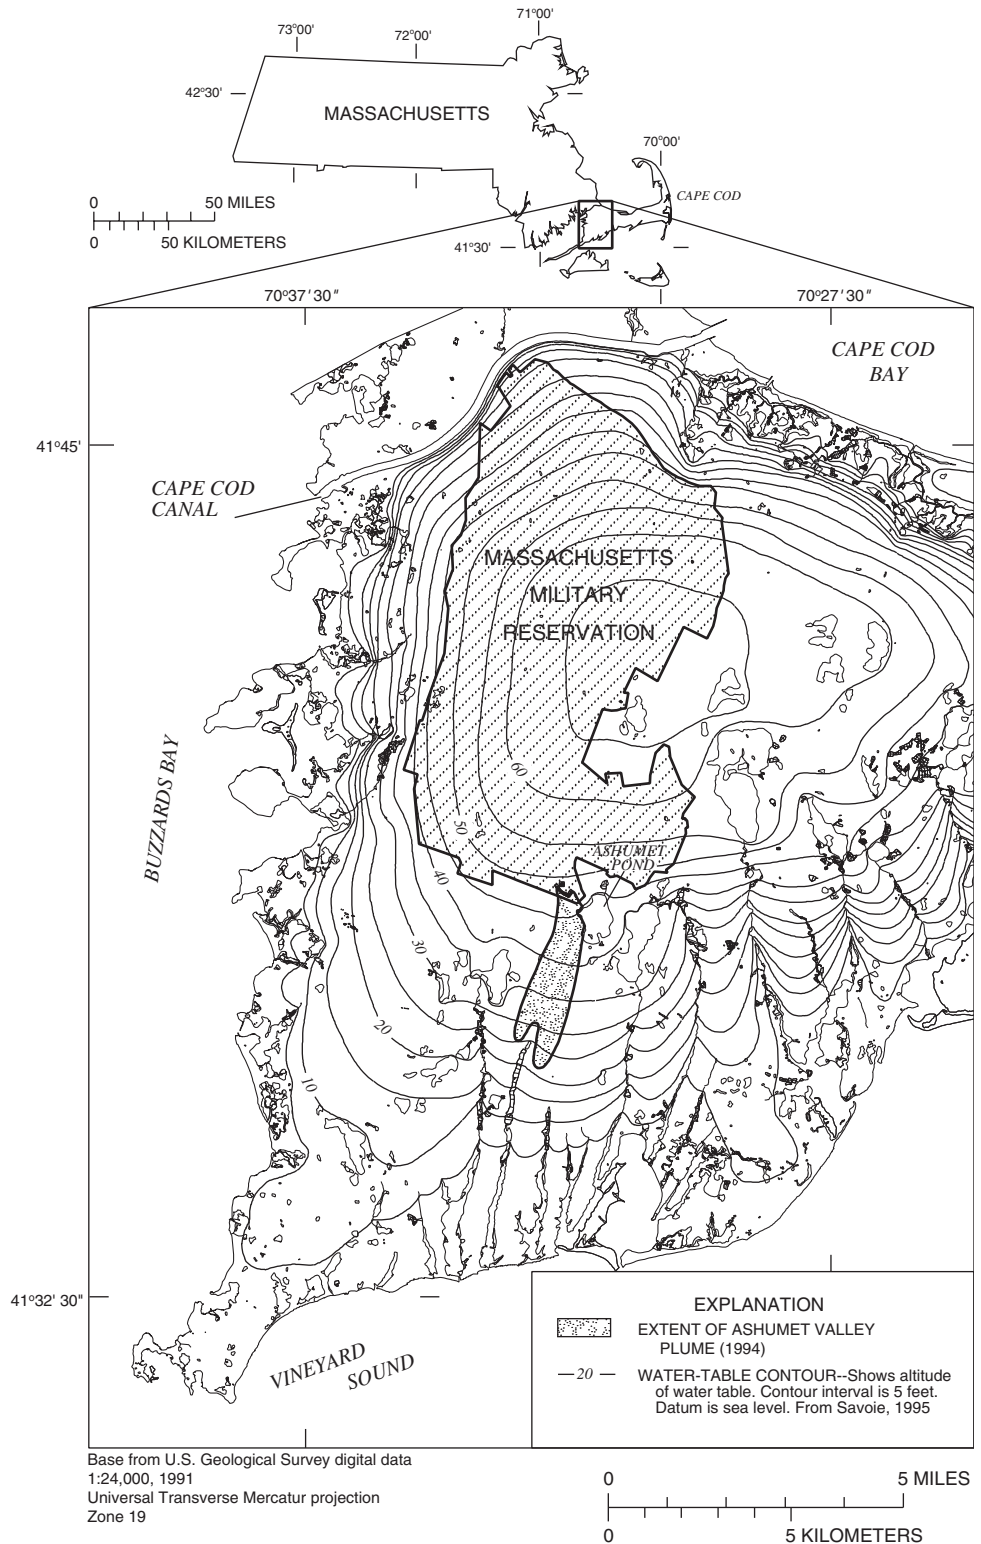 73°00'
72°00'
71°00'
42°30'
MASSACHUSETTS
70°00'
CAPE COD
0 50 MILES
0 50 KILOMETERS
41°30'
70°37'30"
70°27'30"
CAPE COD
BAY
41°45'
CAPE COD
CANAL
MASSACHUSETTS
MILITARY
RESERVATION
BUZZARDS BAY
60
50
ASHUMET
POND
40
30
20
10
41°32'30"
VINEYARD
SOUND
EXPLANATION
EXTENT OF ASHUMET VALLEY
PLUME (1994)
20
WATER-TABLE CONTOUR--Shows altitude
of water table. Contour interval is 5 feet.
Datum is sea level. From Savoie, 1995
Base from U.S. Geological Survey digital data
1:24,000, 1991
Universal Transverse Mercatur projection
Zone 19
0 5 MILES
0 5 KILOMETERS